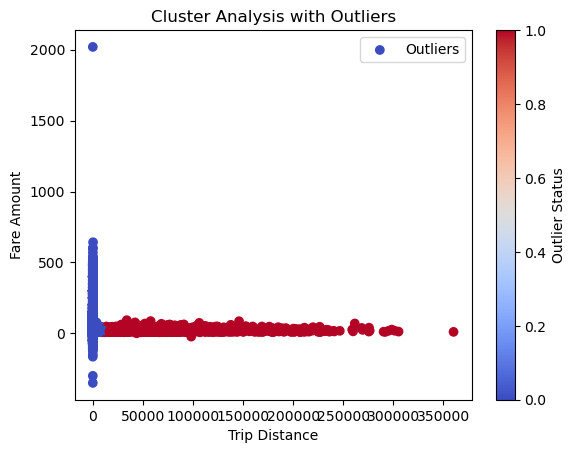 Cluster Analysis with Outliers
Outliers
Fare Amount
2000
1500
1000
500
0
0 50000 100000 150000 200000 250000 300000 350000
Trip Distance
1.0
0.8
0.6
0.4
0.2
0.0
Outlier Status